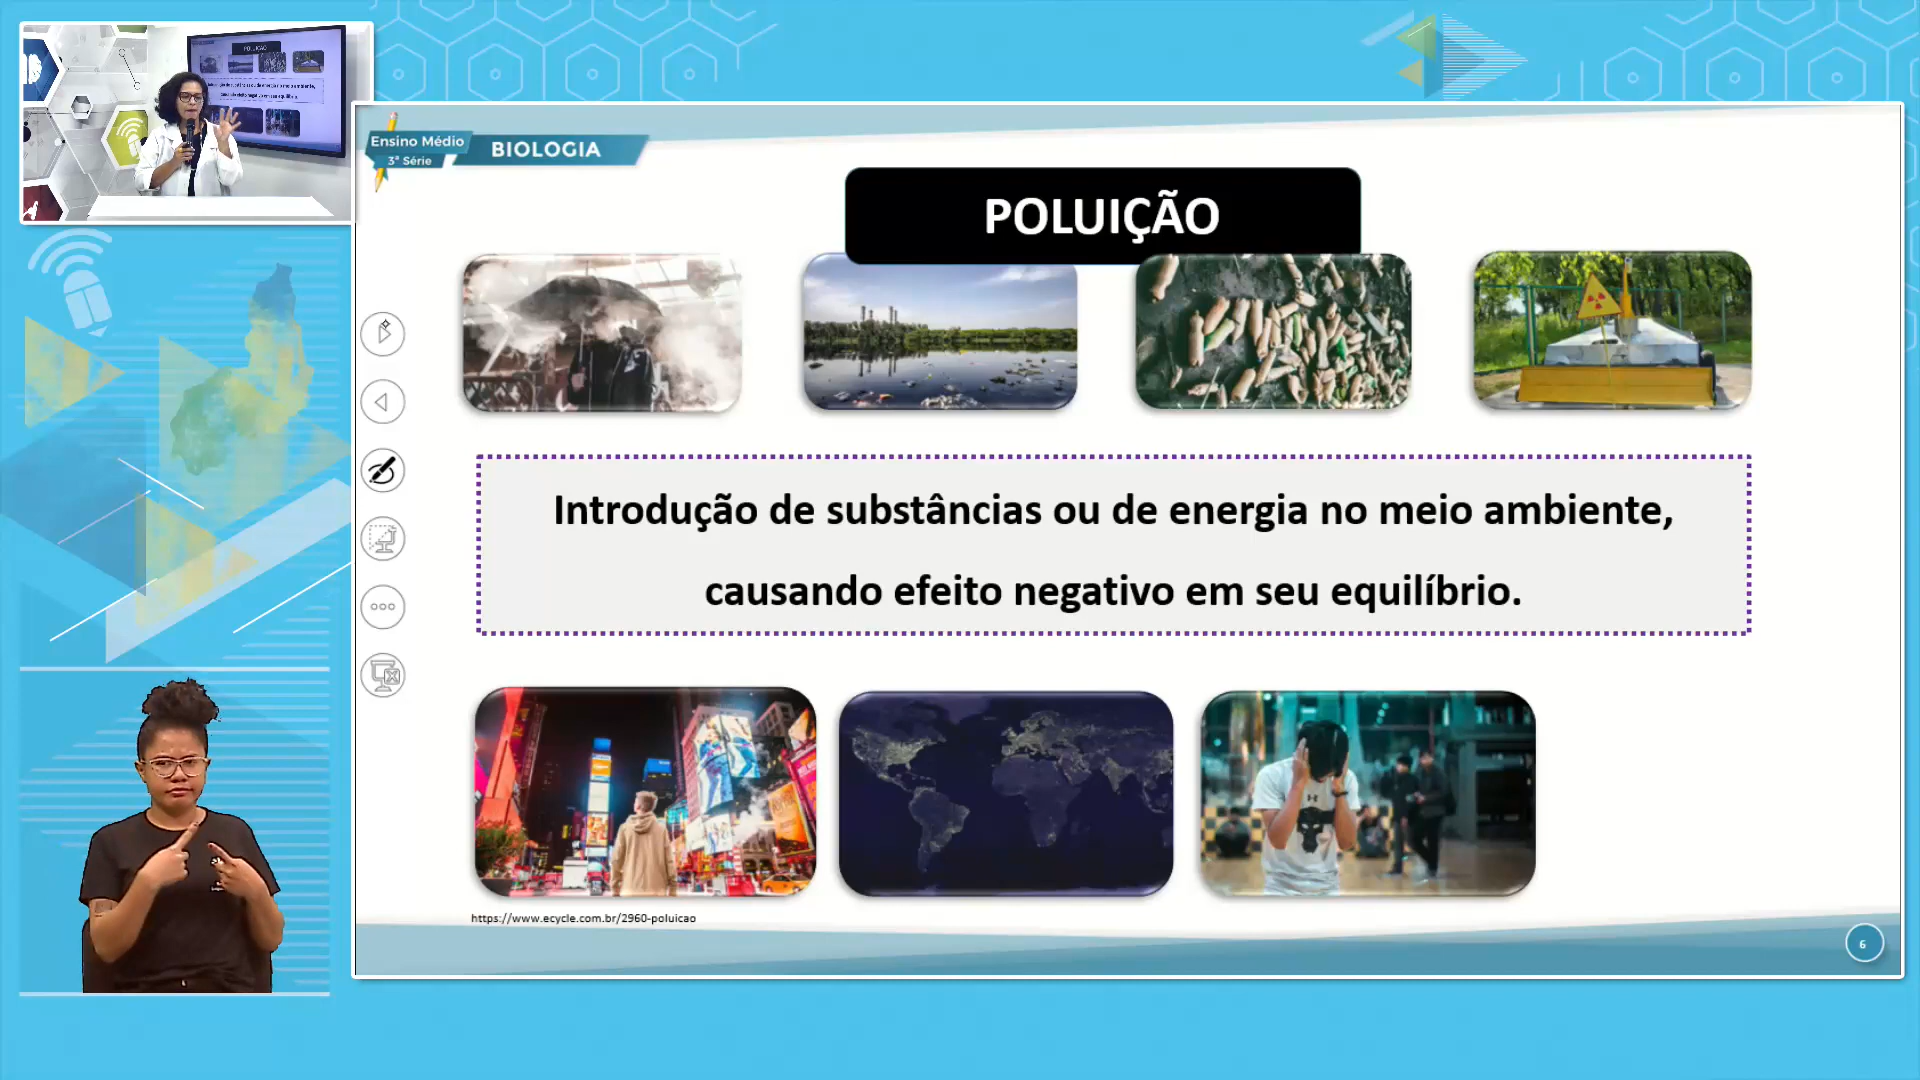 Ensino Médio
3ª Série
BIOLOGIA
POLUIÇÃO
Introdução de substâncias ou de energia no meio ambiente,
causando efeito negativo em seu equilíbrio.
https://www.ecycle.com.br/2960-poluicao
6
POLUIÇÃO